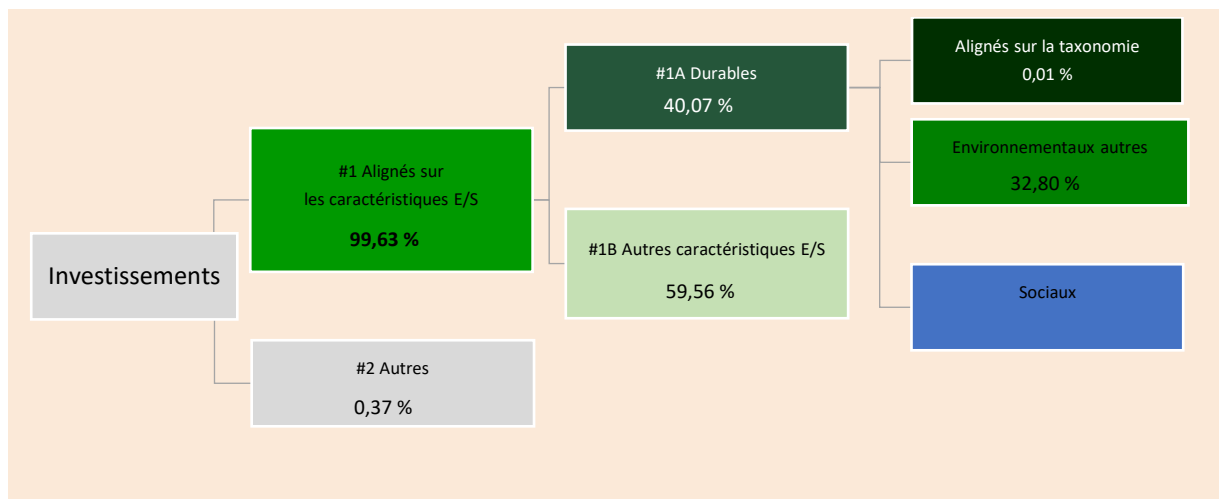 Investissements
#1 Alignés sur
les caractéristiques E/S
99,63 %
#2 Autres
0,37 %
#1A Durables
40,07 %
#1B Autres caractéristiques E/S
59,56 %
Alignés sur la taxonomie
0,01 %
Environnementaux autres
32,80 %
Sociaux